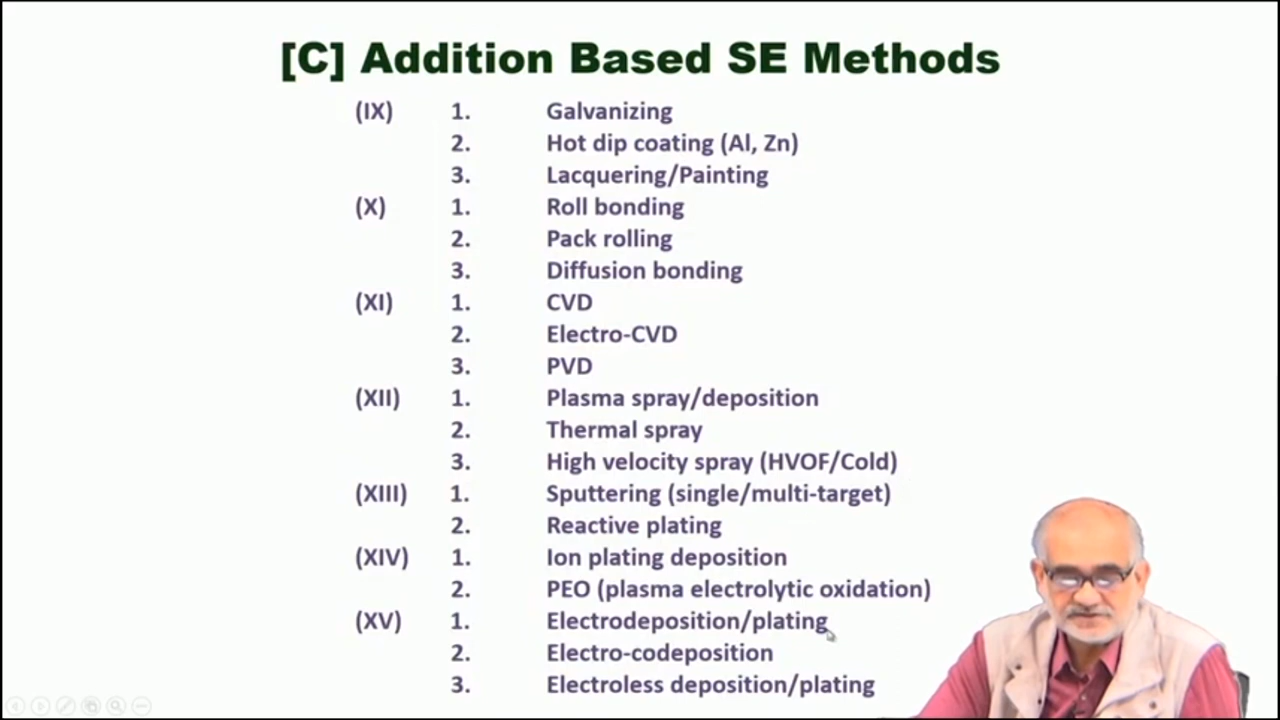 [C] Addition Based SE Methods
(IX) 1. Galvanizing
2. Hot dip coating (Al, Zn)
3. Lacquering/Painting
(X) 1. Roll bonding
2. Pack rolling
3. Diffusion bonding
(XI) 1. CVD
2. Electro-CVD
3. PVD
(XII) 1. Plasma spray/deposition
2. Thermal spray
3. High velocity spray (HVOF/Cold)
(XIII) 1. Sputtering (single/multi-target)
2. Reactive plating
(XIV) 1. Ion plating deposition
2. PEO (plasma electrolytic oxidation)
(XV) 1. Electrodeposition/plating
2. Electro-codeposition
3. Electroless deposition/plating